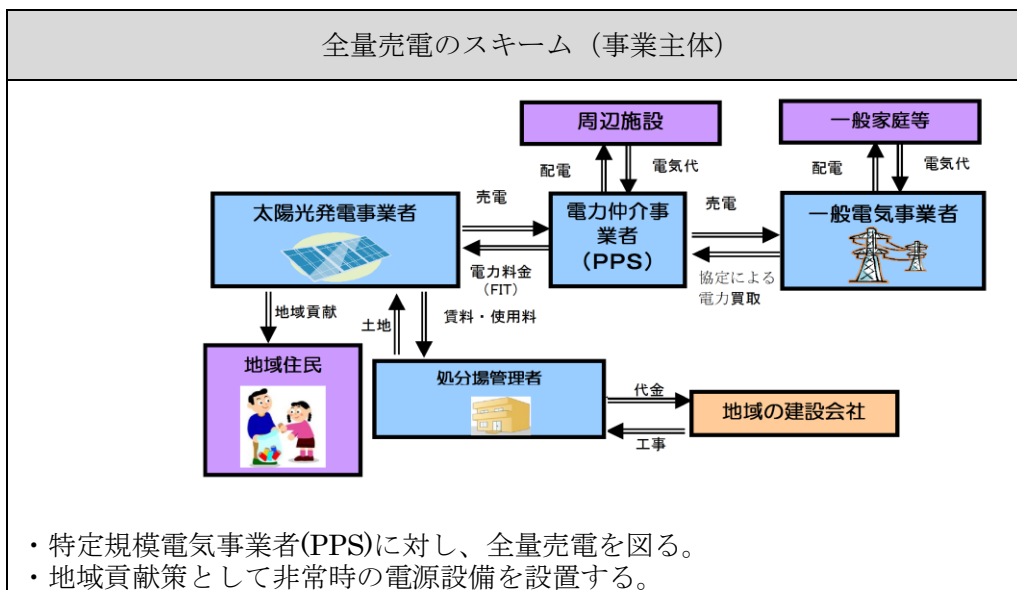 全量売電のスキーム（事業主体）
周辺施設
一般家庭等
配電
電気代
配電
電気代
太陽光発電事業者
売電
電力仲介事
業者
（PPS）
売電
一般電気事業者
電力料金
（FIT）
協定による
電力買取
地域貢献
土地
賃料・使用料
地域住民
処分場管理者
代金
地域の建設会社
工事
・特定規模電気事業者(PPS)に対し、全量売電を図る。
・地域貢献策として非常時の電源設備を設置する。